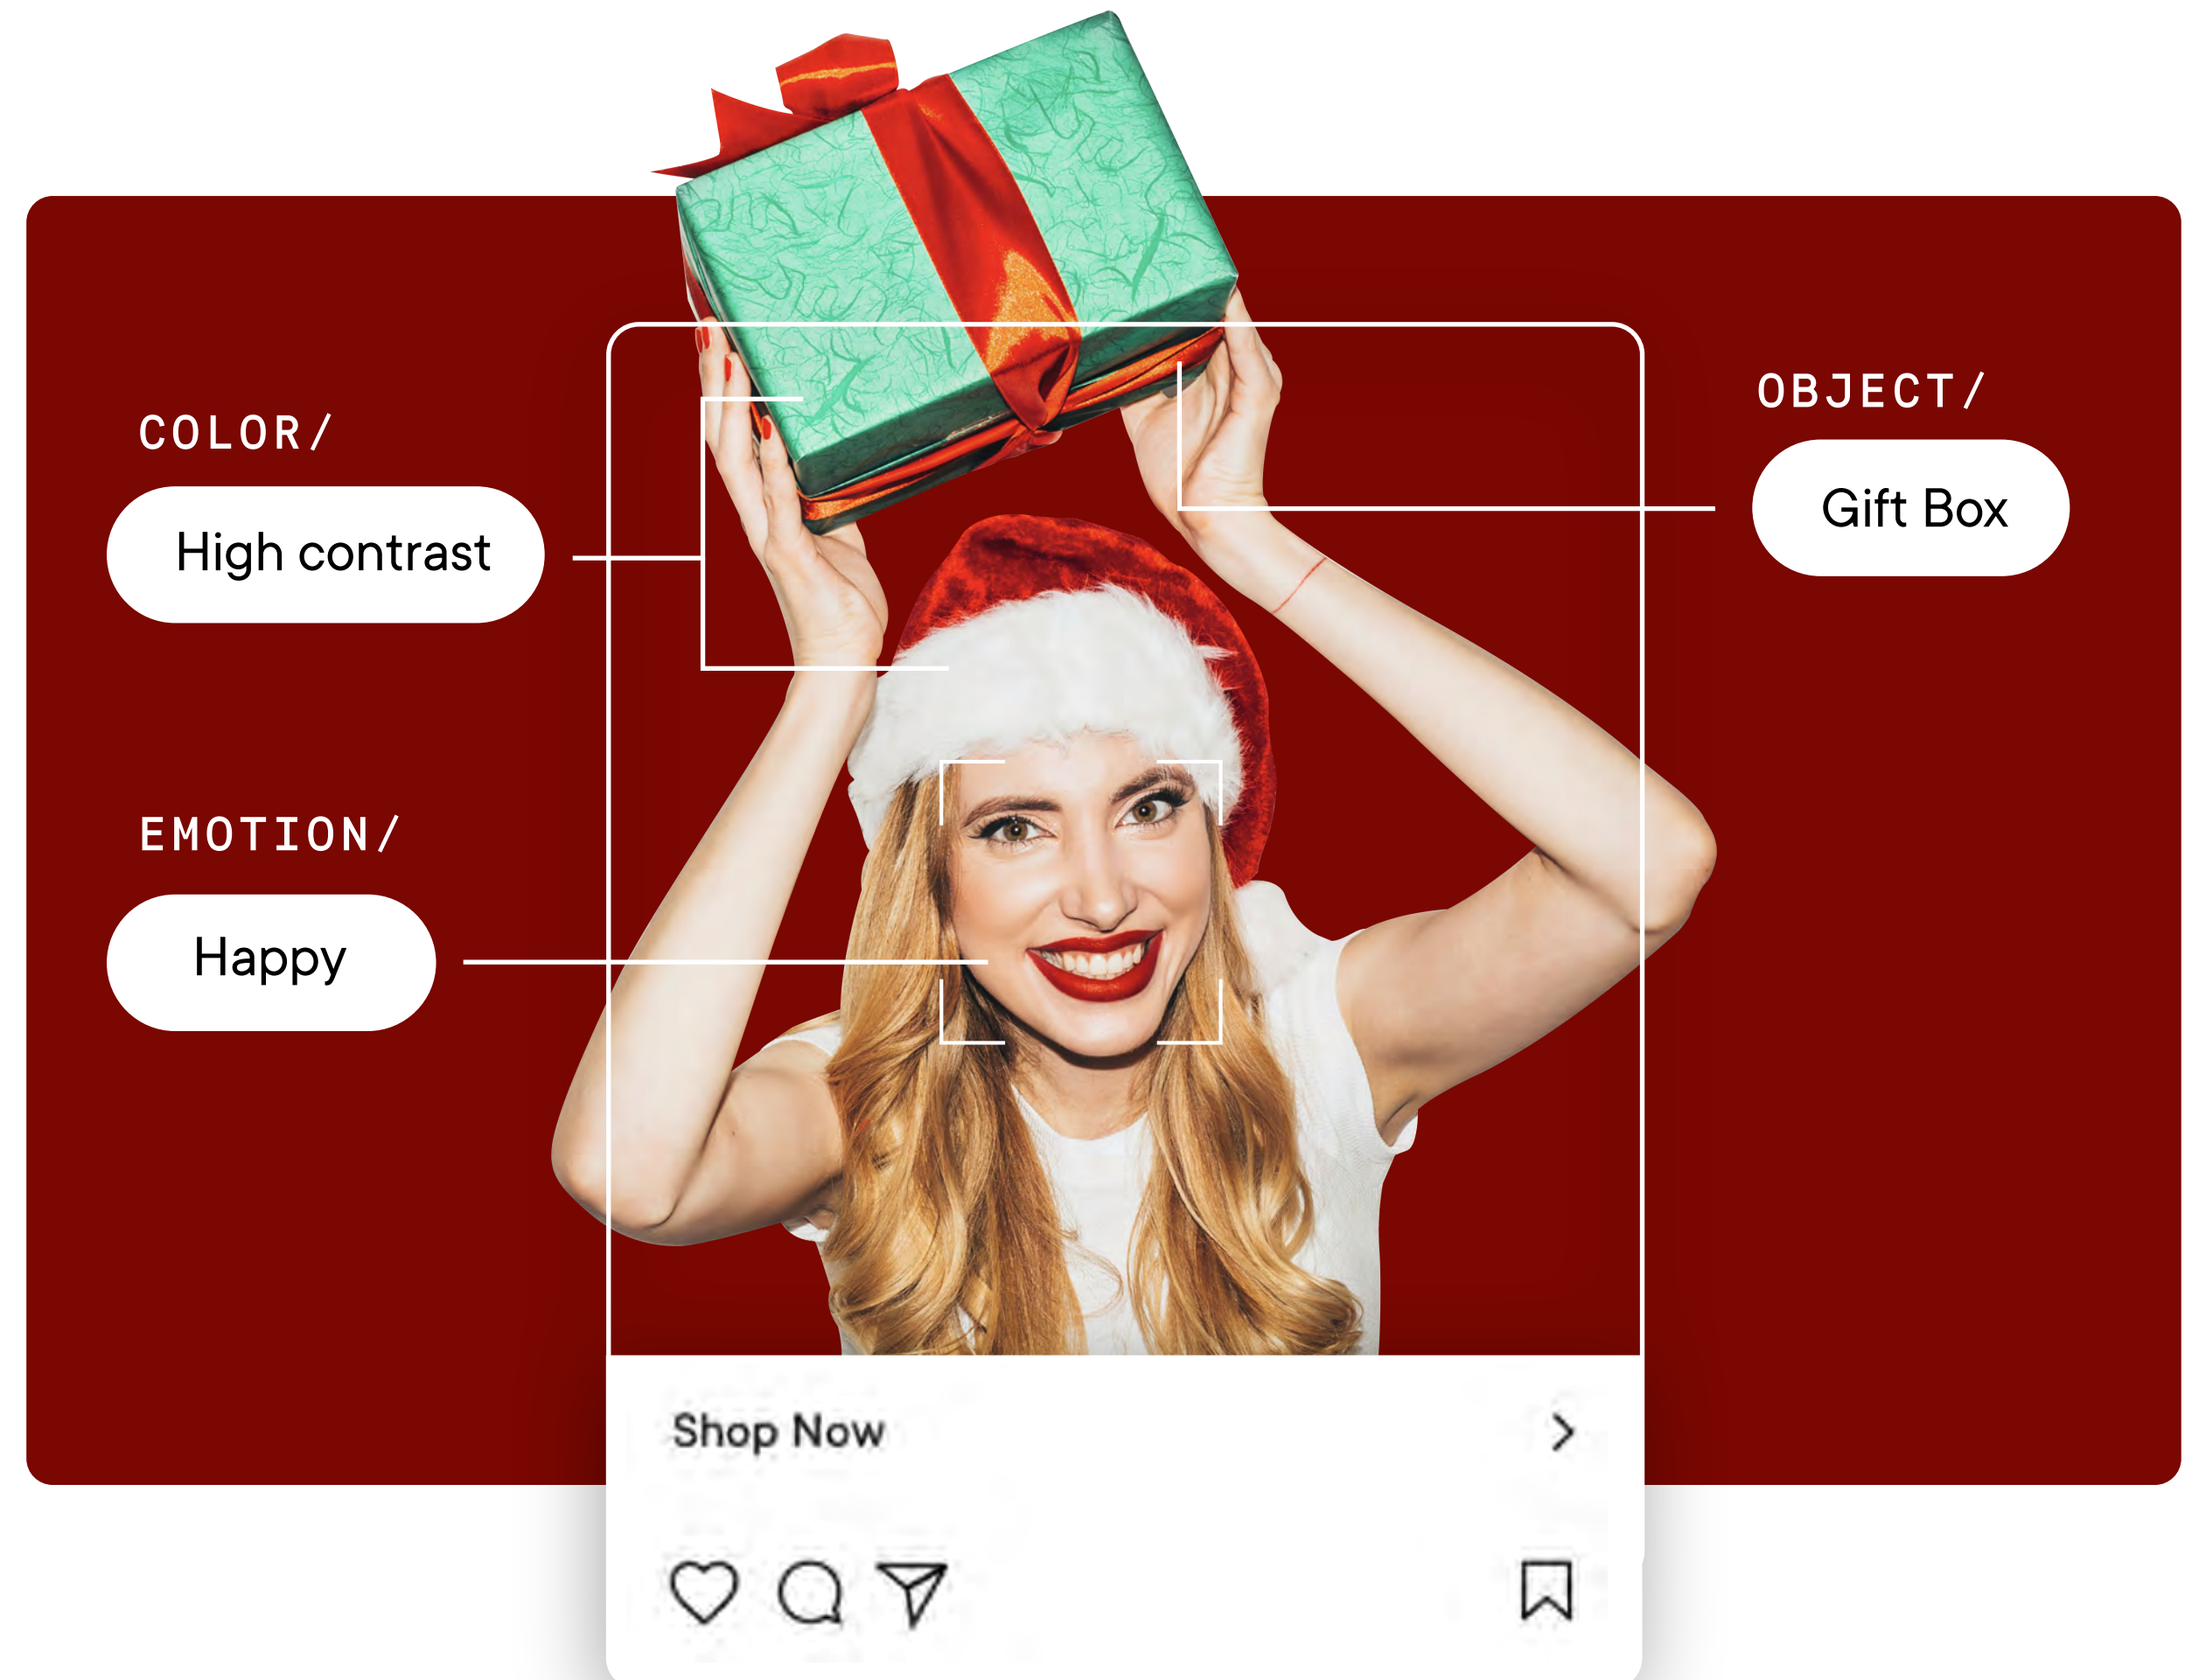 COLOR/
High contrast
OBJECT/
Gift Box
EMOTION/
Happy
Shop Now